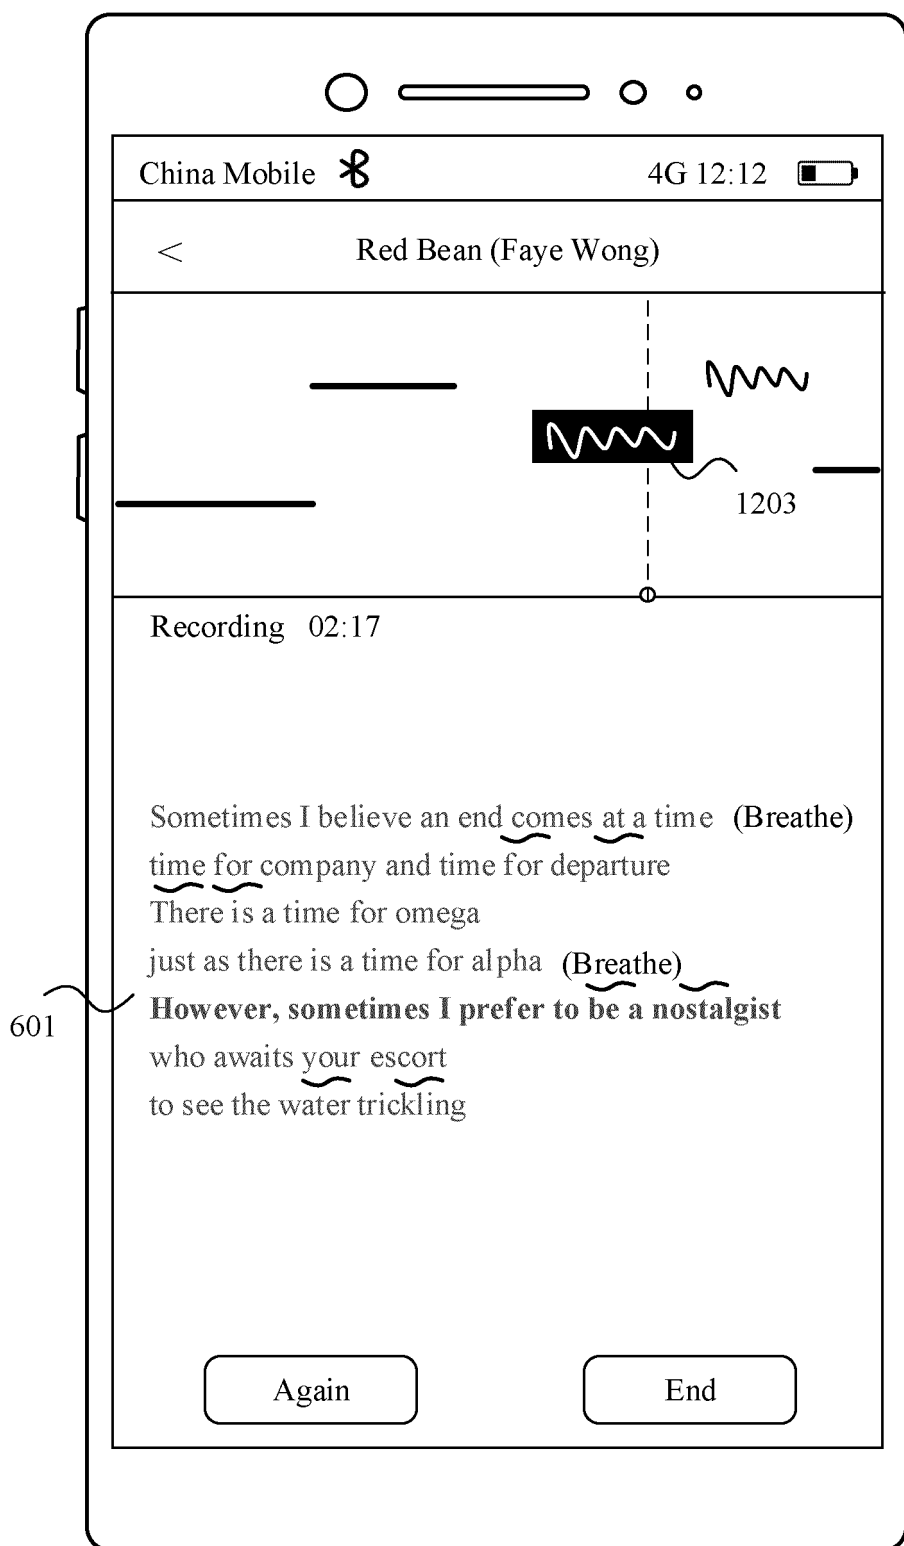 China Mobile 4G 12:12
< Red Bean (Faye Wong)
1203
Recording 02:17
Sometimes I believe an end comes at a time (Breathe)
time for company and time for departure
There is a time for omega
just as there is a time for alpha (Breathe)
However, sometimes I prefer to be a nostalgist
601
who awaits your escort
to see the water trickling
Again End